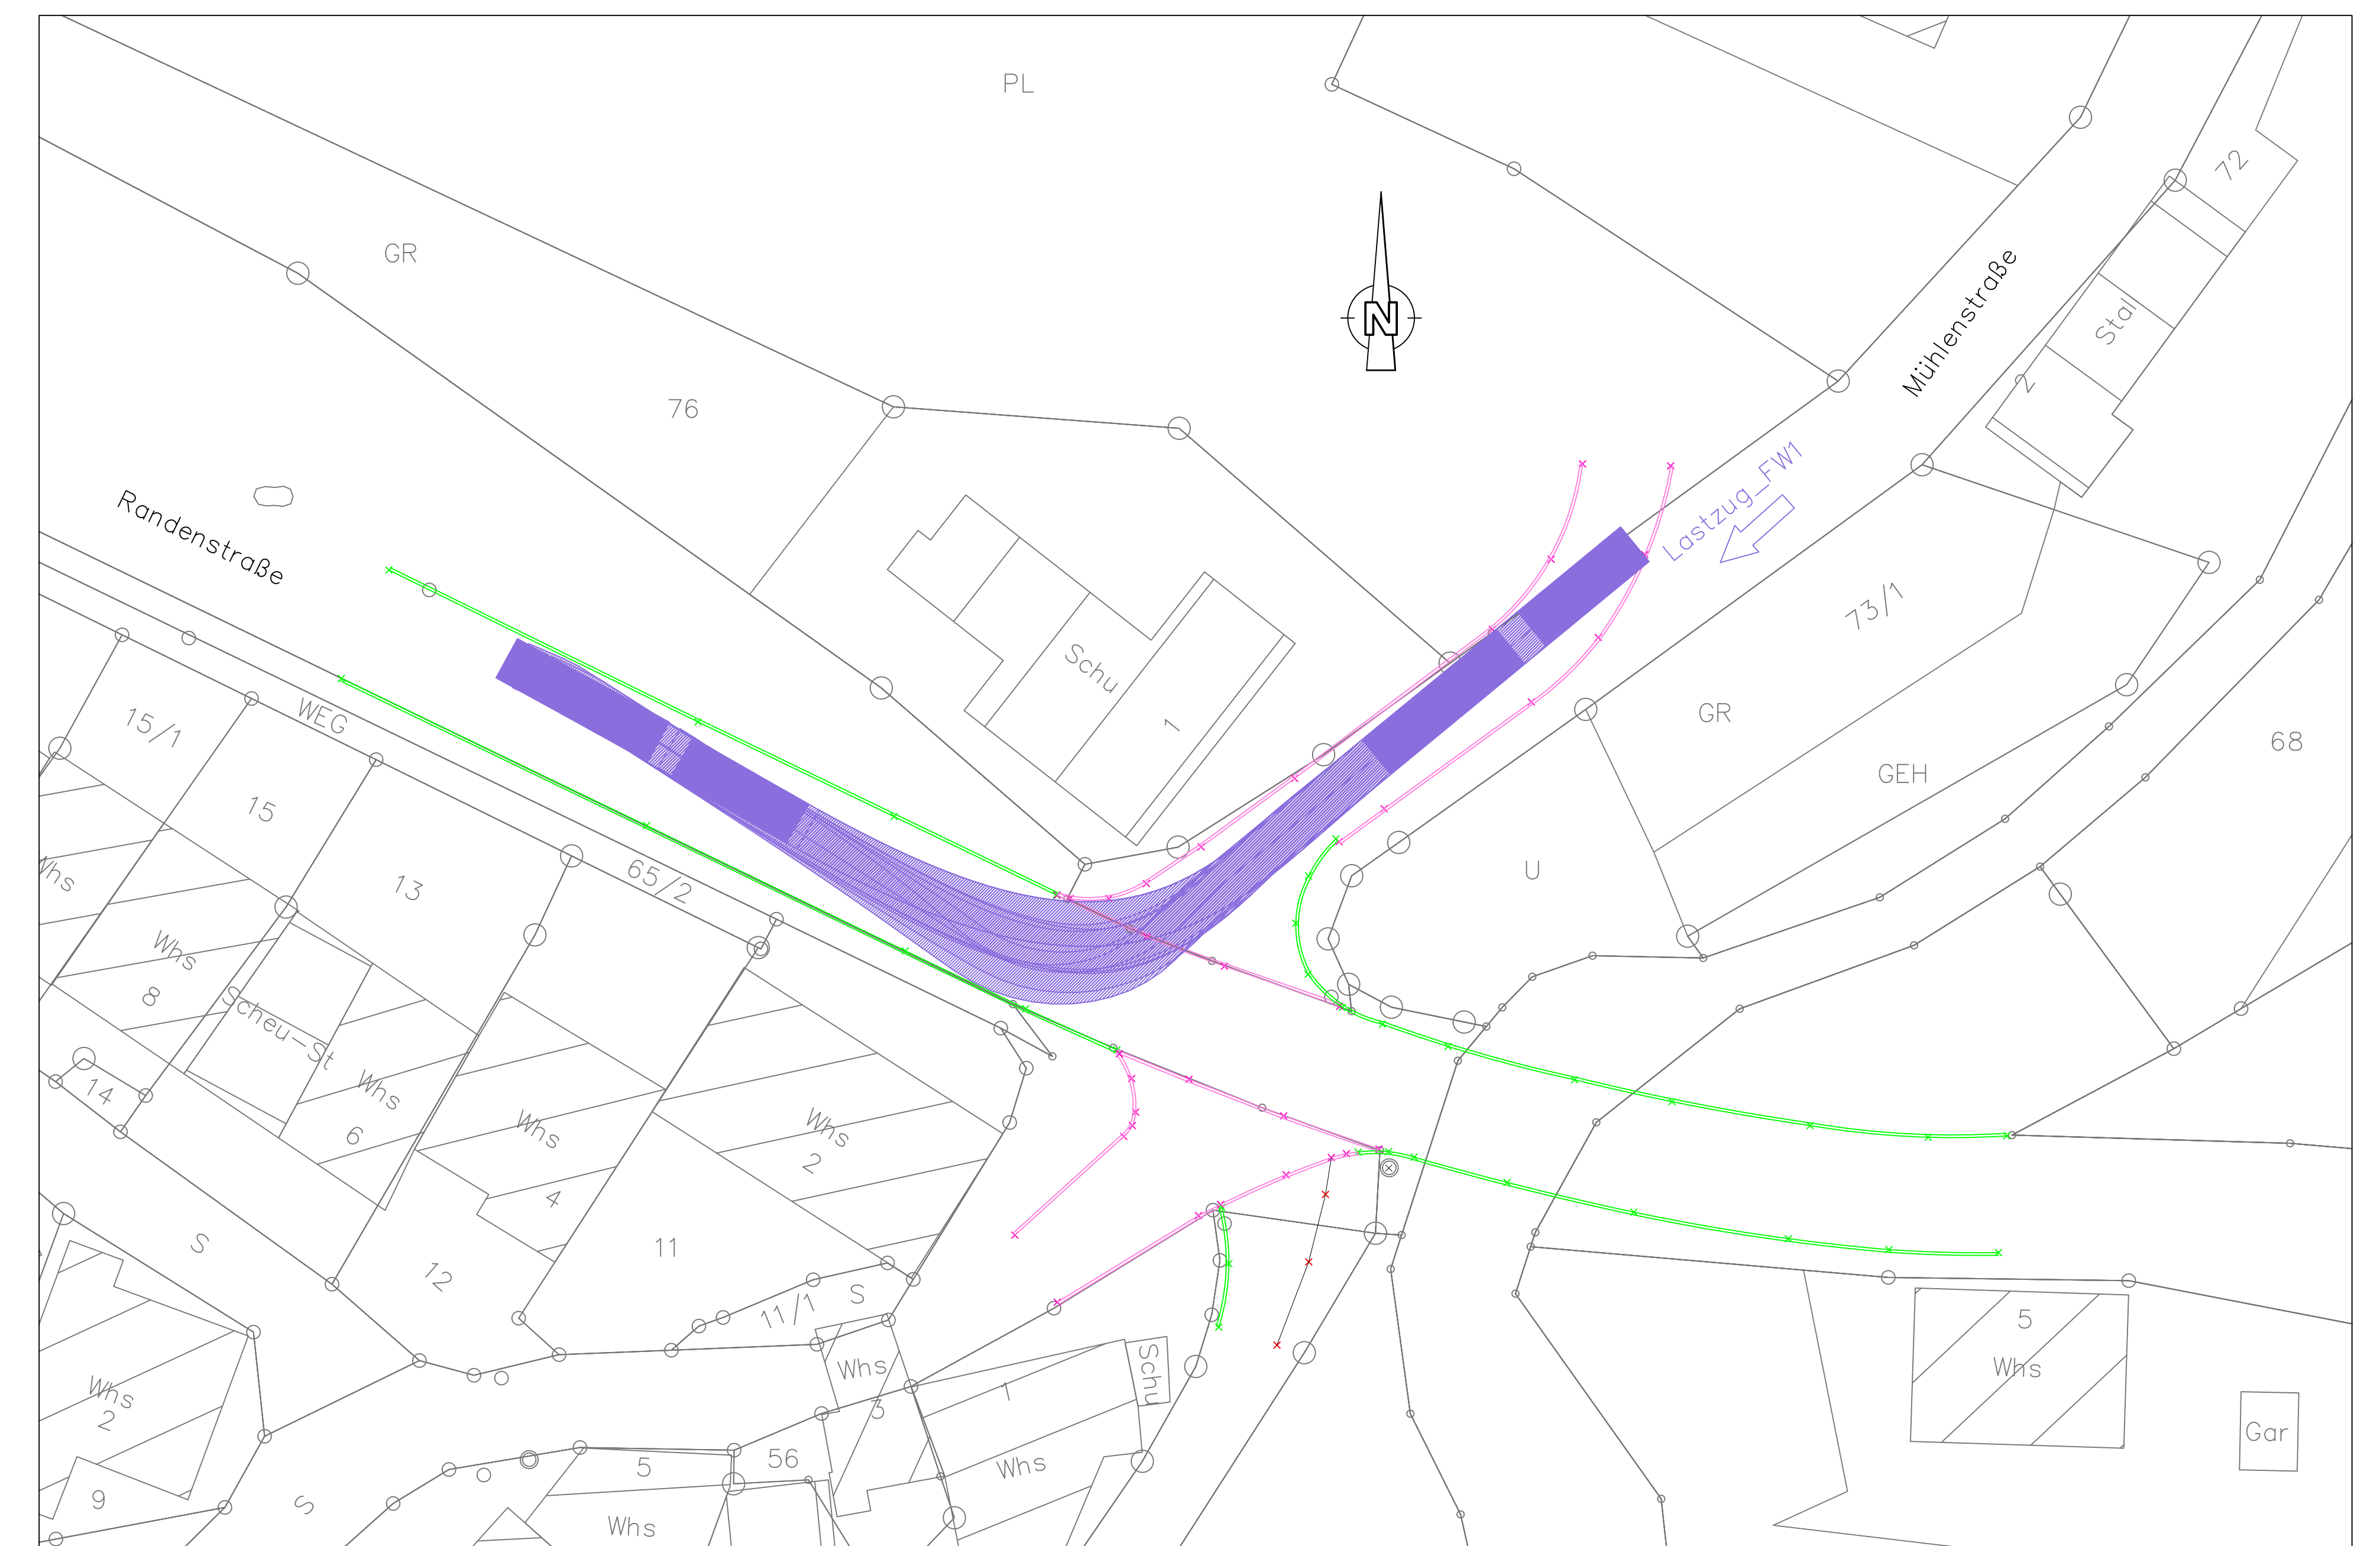 PL
GR
72
N
Mühlenstraße
Stal
2
76
Lastzug_FW1
Randenstraße
73/1
Schu
1
GR
WEG
15/1
68
GEH
15
65/2
13
U
Whs
Whs
8
Scheu-St
14
Whs
6
Whs
4
Whs
2
S
12
11
11/1
S
5
Whs
Whs
Schu
Whs
2
1
3
Gar
56
5
Whs
9
S
Whs